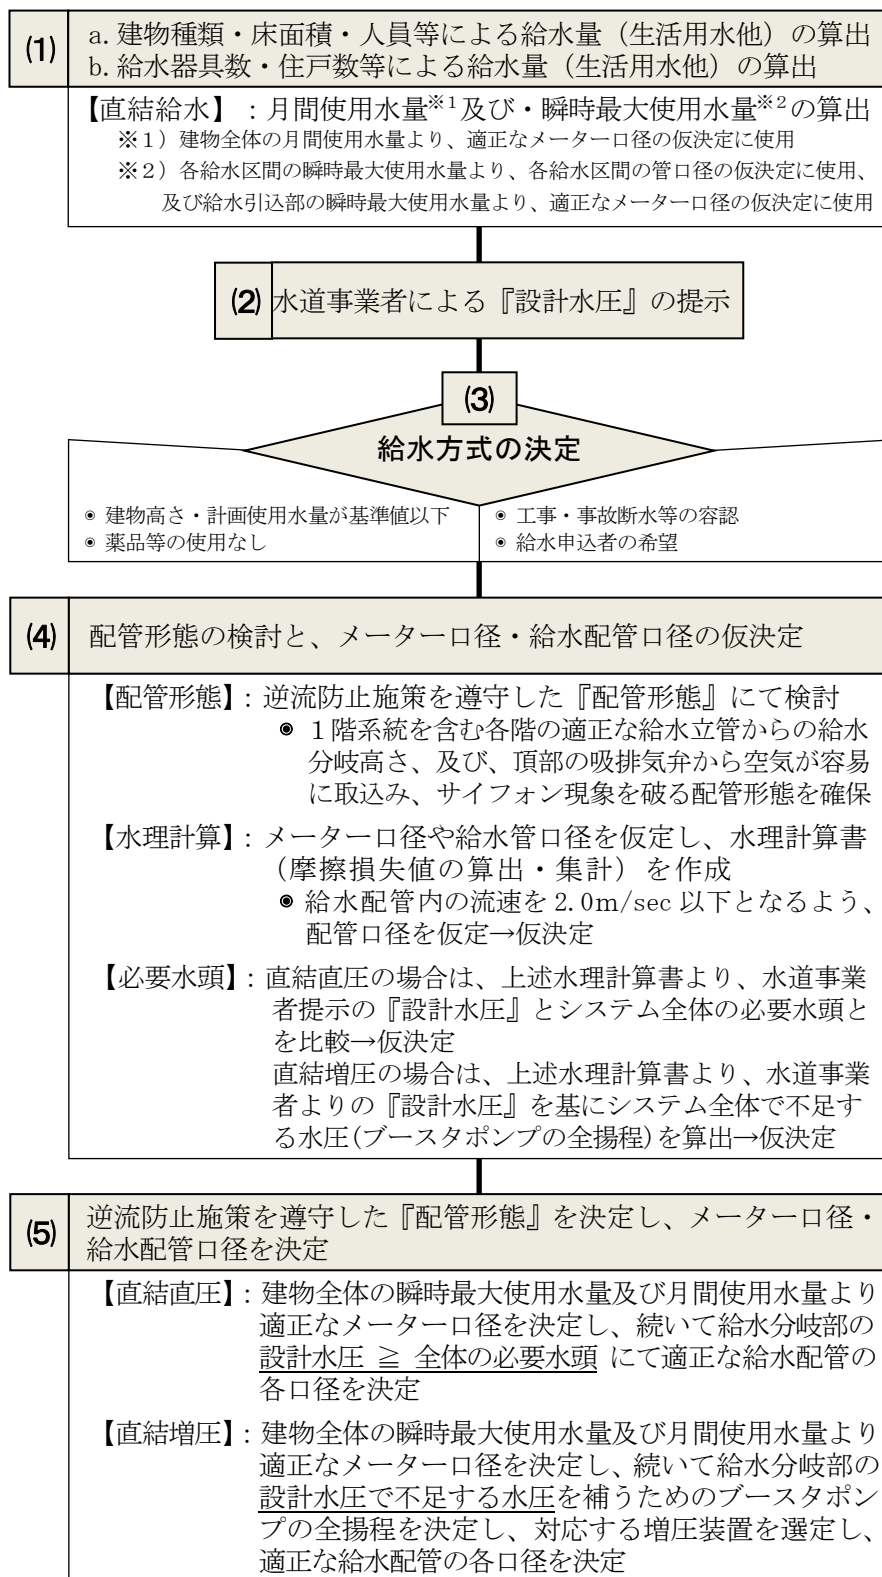 (1)
a. 建物種類・床面積・人員等による給水量（生活用水他）の算出
b. 給水器具数・住戸数等による給水量（生活用水他）の算出
【直結給水】：月間使用水量※1及び・瞬時最大使用水量※2の算出
※１）建物全体の月間使用水量より、適正なメーター口径の仮決定に使用
※２）各給水区間の瞬時最大使用水量より、各給水区間の管口径の仮決定に使用、
及び給水引込部の瞬時最大使用水量より、適正なメーター口径の仮決定に使用
(2) 水道事業者による『設計水圧』の提示
(3)
給水方式の決定
◉ 建物高さ・計画使用水量が基準値以下
◉ 薬品等の使用なし
◉ 工事・事故断水等の容認
◉ 給水申込者の希望
(4) 配管形態の検討と、メーター口径・給水配管口径の仮決定
【配管形態】：逆流防止施策を遵守した『配管形態』にて検討
◉ １階系統を含む各階の適正な給水立管からの給水
分岐高さ、及び、頂部の吸排気弁から空気が容易
に取込み、サイフォン現象を破る配管形態を確保
【水理計算】：メーター口径や給水管口径を仮定し、水理計算書
（摩擦損失値の算出・集計）を作成
◉ 給水配管内の流速を 2.0m/sec 以下となるよう、
配管口径を仮定→仮決定
【必要水頭】：直結直圧の場合は、上述水理計算書より、水道事業
者提示の『設計水圧』とシステム全体の必要水頭と
を比較→仮決定
直結増圧の場合は、上述水理計算書より、水道事業
者よりの『設計水圧』を基にシステム全体で不足す
る水圧(ブースタポンプの全揚程)を算出→仮決定
(5)
逆流防止施策を遵守した『配管形態』を決定し、メーター口径・
給水配管口径を決定
【直結直圧】：建物全体の瞬時最大使用水量及び月間使用水量より
適正なメーター口径を決定し、続いて給水分岐部の
設計水圧 ≧ 全体の必要水頭 にて適正な給水配管の
各口径を決定
【直結増圧】：建物全体の瞬時最大使用水量及び月間使用水量より
適正なメーター口径を決定し、続いて給水分岐部の
設計水圧で不足する水圧を補うためのブースタポン
プの全揚程を決定し、対応する増圧装置を選定し、
適正な給水配管の各口径を決定